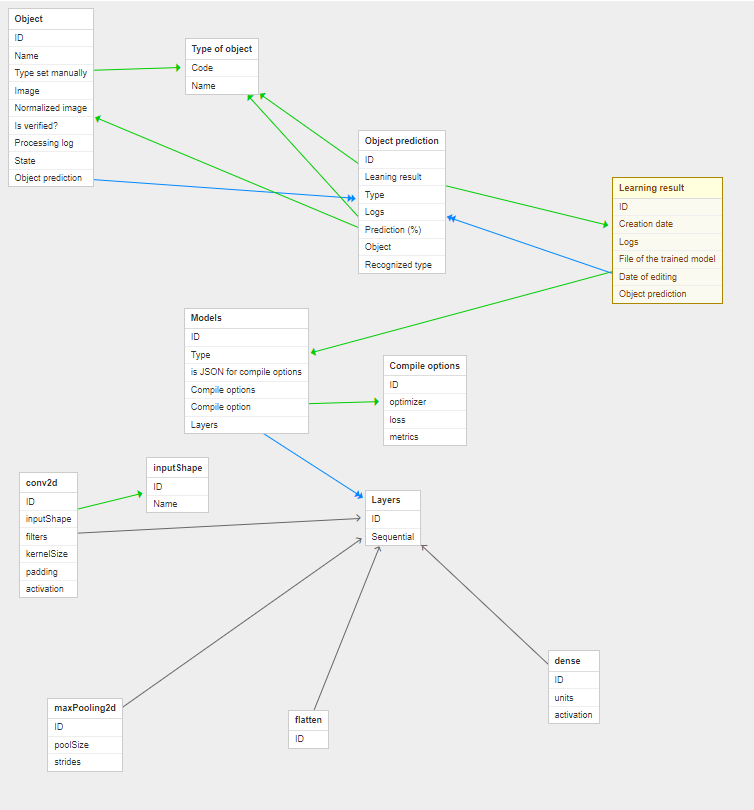 Object
ID
Name
Type set manually
Image
Normalized image
Is verified?
Processing log
State
Object prediction
Type of object
Code
Name
Object prediction
ID
Leaning result
Type
Logs
Prediction (%)
Object
Recognized type
Learning result
ID
Creation date
Logs
File of the trained model
Date of editing
Object prediction
Models
ID
Type
is JSON for compile options
Compile options
Compile option
Layers
Compile options
ID
optimizer
loss
metrics
conv2d
ID
inputShape
filters
kernelSize
padding
activation
inputShape
ID
Name
Layers
ID
Sequential
maxPooling2d
ID
poolSize
strides
flatten
ID
dense
ID
units
activation